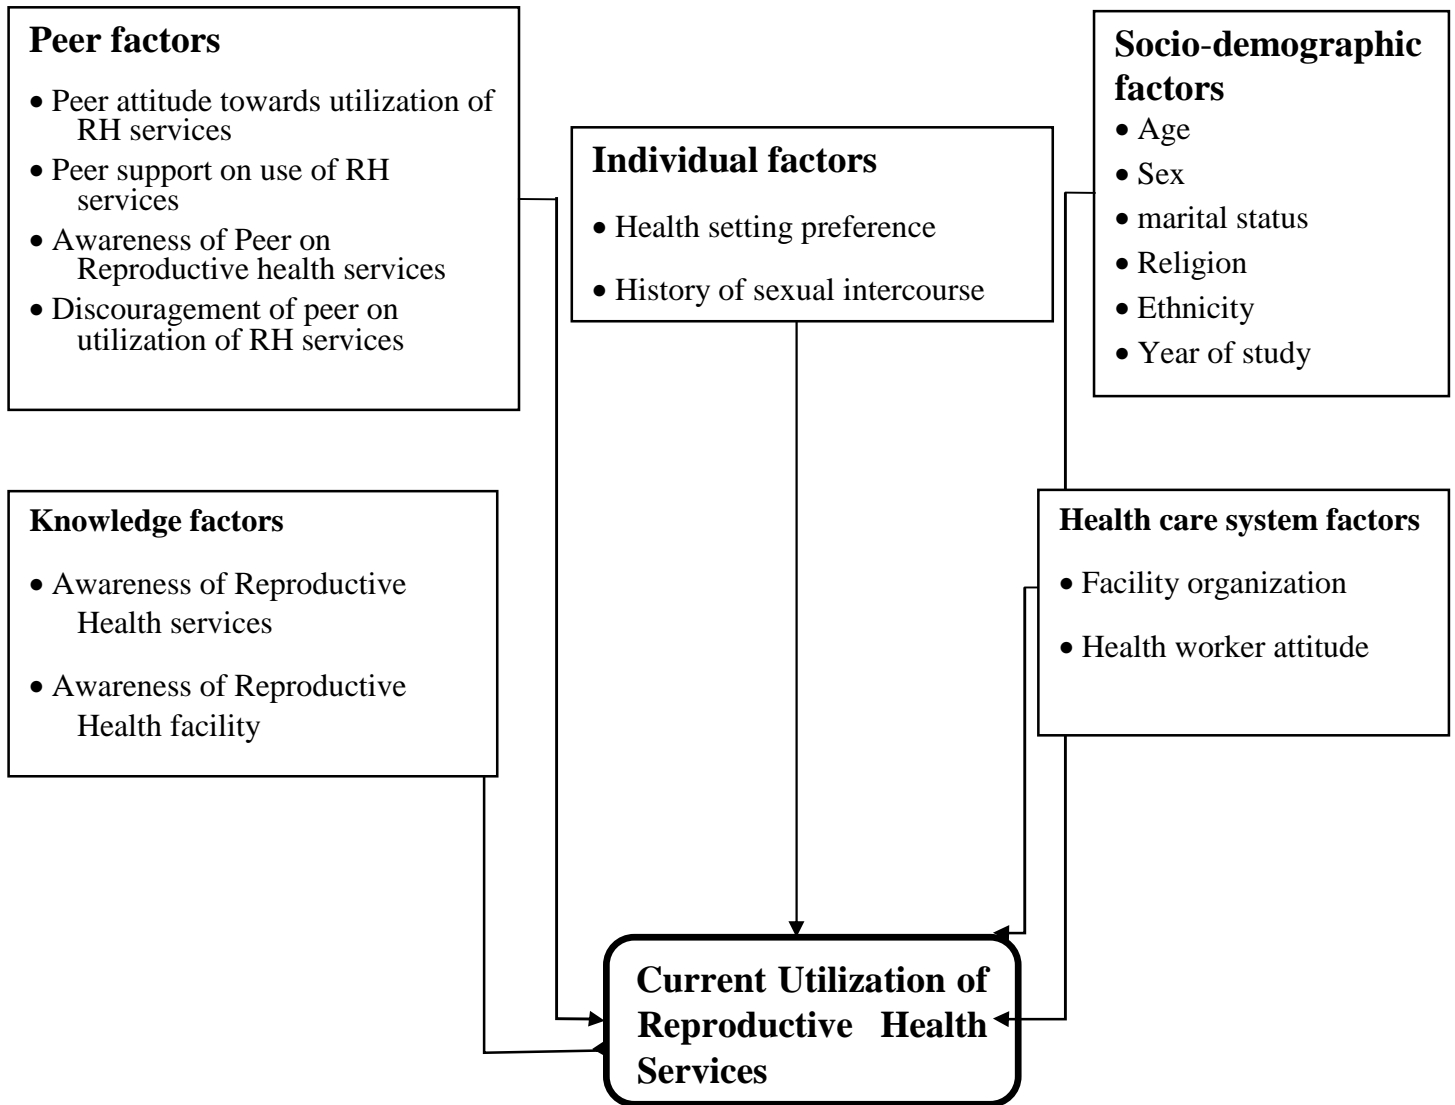 Peer factors
• Peer attitude towards utilization of
RH services
• Peer support on use of RH
services
• Awareness of Peer on
Reproductive health services
• Discouragement of peer on
utilization of RH services
Individual factors
• Health setting preference
• History of sexual intercourse
Socio-demographic
factors
• Age
• Sex
• marital status
• Religion
• Ethnicity
• Year of study
Knowledge factors
• Awareness of Reproductive
Health services
• Awareness of Reproductive
Health facility
Health care system factors
• Facility organization
• Health worker attitude
Current Utilization of
Reproductive Health
Services